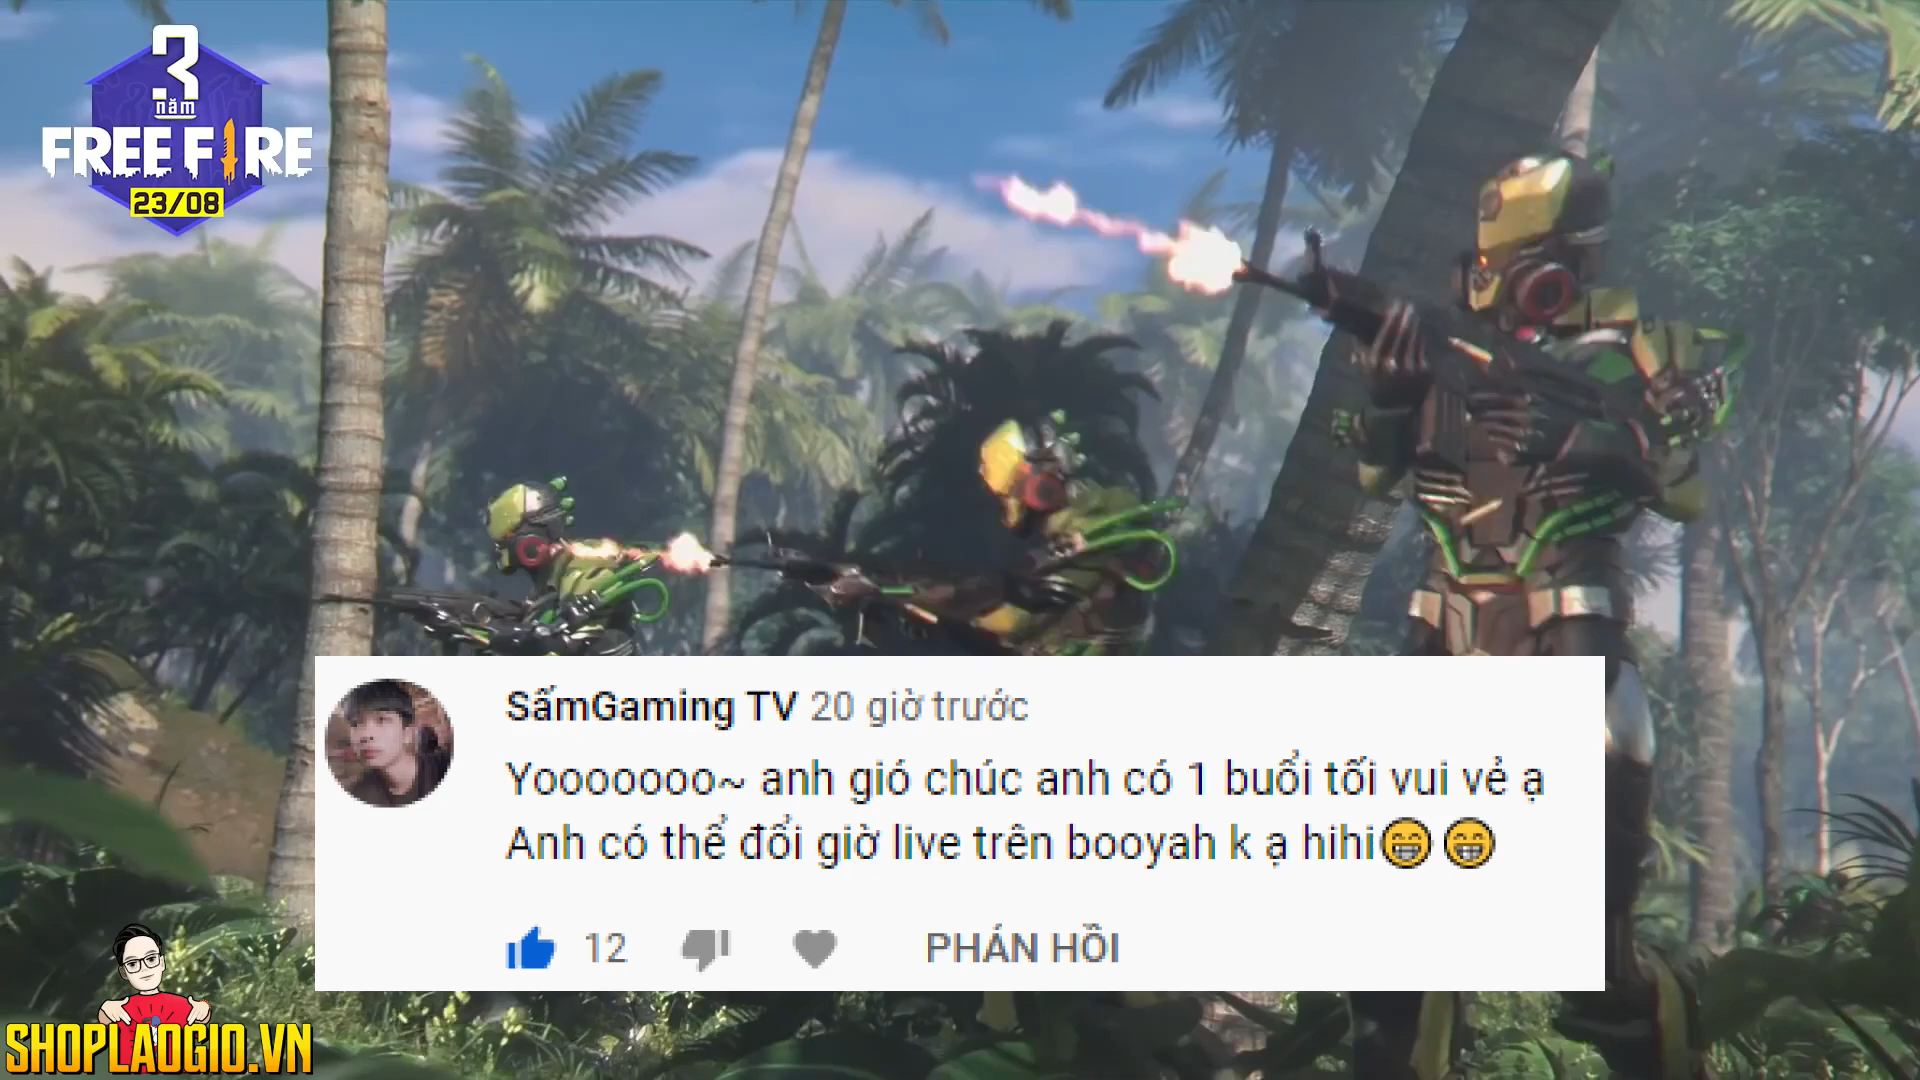 3
năm
FREE FIRE
23/08
SấmGaming TV 20 giờ trước
Yooooooo~ anh gió chúc anh có 1 buổi tối vui vẻ ạ
Anh có thể đổi giờ live trên booyah k ạ hihi😁😁
12
PHẢN HỒI
SHOPLAOGIO.VN